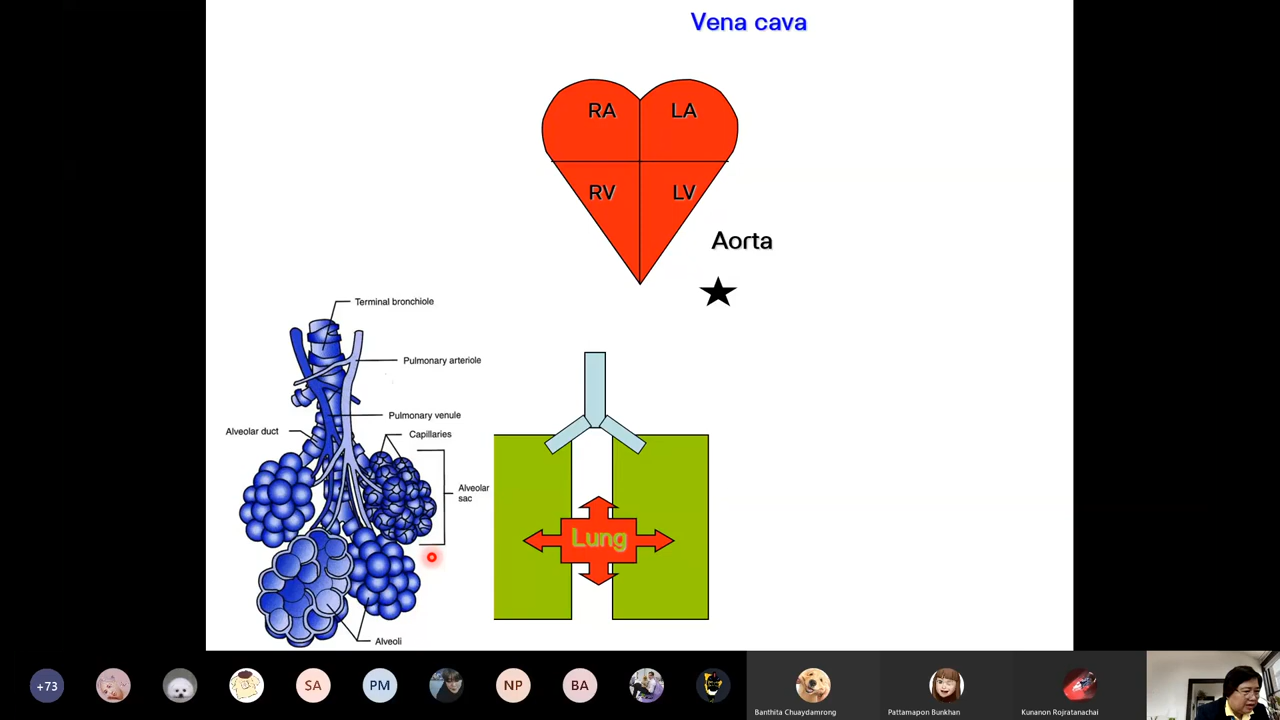 Vena cava
RA
LA
RV
LV
Aorta
Terminal bronchiole
Pulmonary arteriole
Pulmonary venule
Alveolar duct
Capillaries
Alveolar
sac
Alveoli
Lung
+73
SA
PM
NP
BA
Banthita Chuaydamrong
Pattamapon Bunkhan
Kunanon Rojratanachai